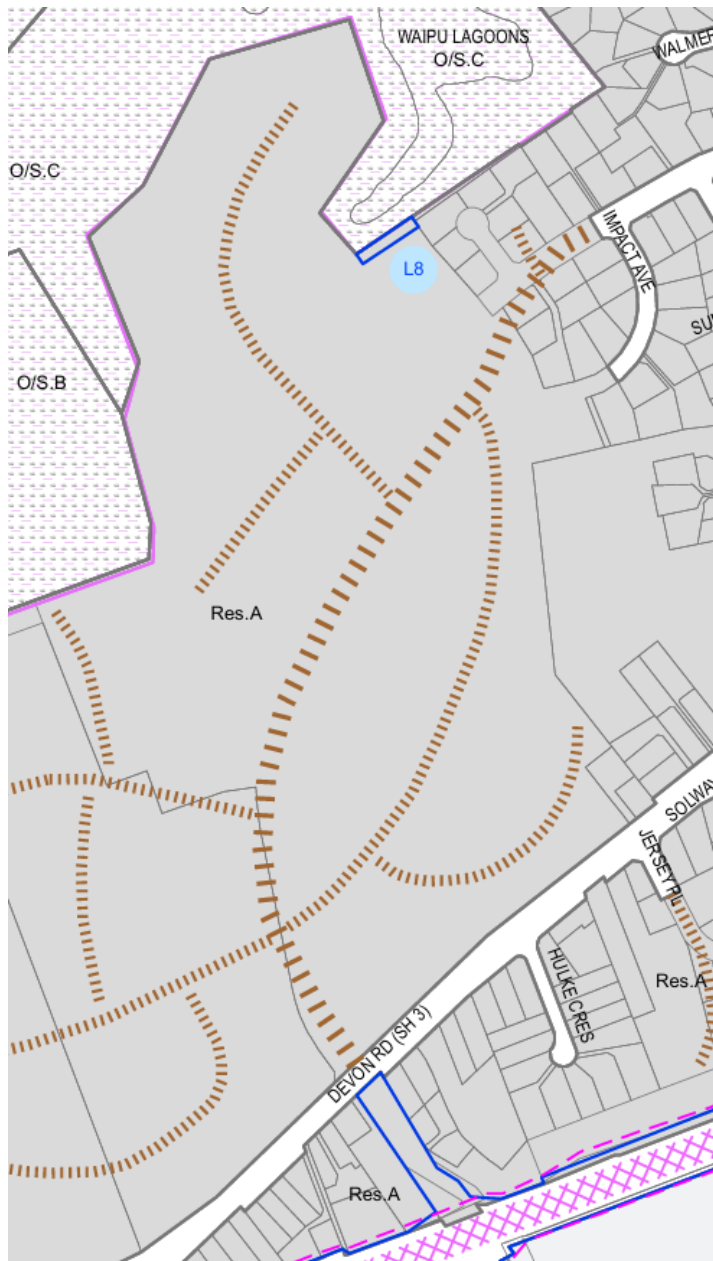 WAIPU LAGOONS
O/S.C
WALMER
O/S.C
IMPACT AVE
L8
O/S.B
Res.A
SOLWAY
JERSEY PL
HULKE CRES
Res.A
DEVON RD (SH 3)
Res.A